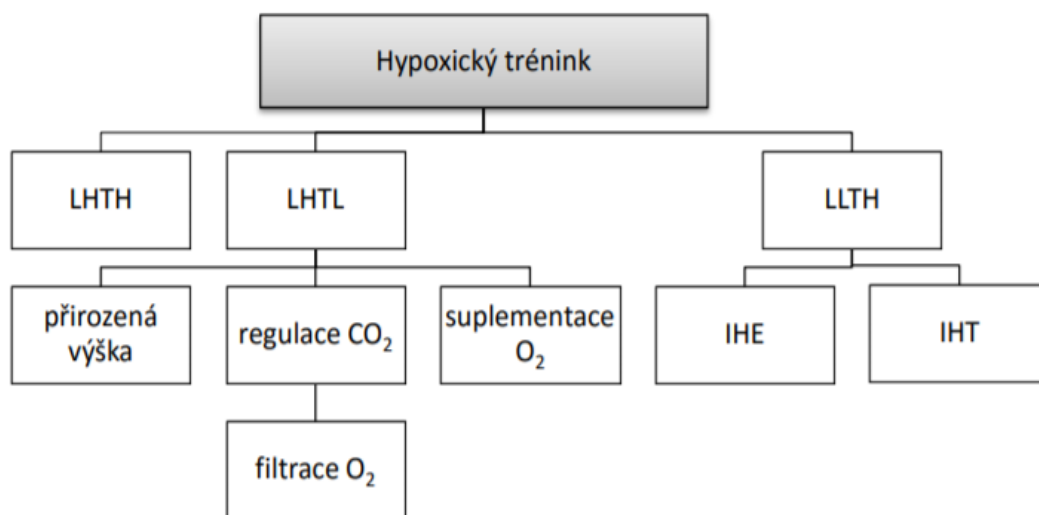 Hypoxický trénink
LHTH
LHTL
LLTH
přirozená
výška
regulace CO₂
suplementace
O₂
IHE
IHT
filtrace O₂